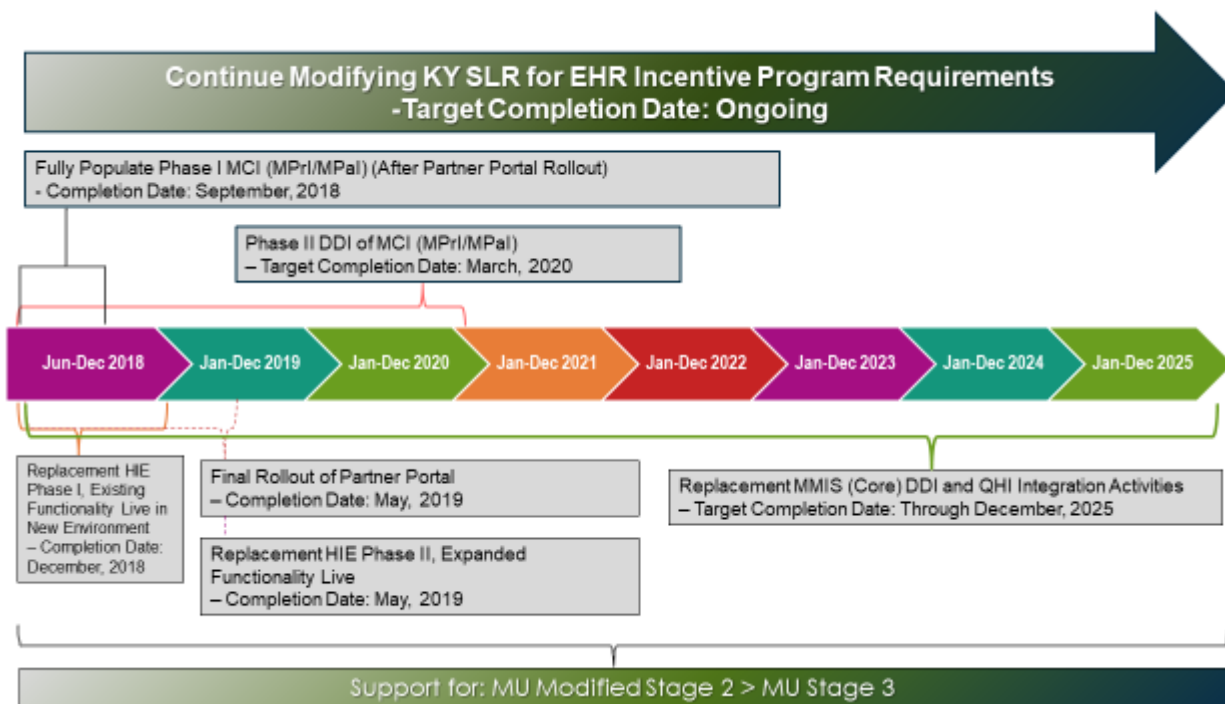 Continue Modifying KY SLR for EHR Incentive Program Requirements
-Target Completion Date: Ongoing
Fully Populate Phase I MCI (MPrI/MPaI) (After Partner Portal Rollout)
- Completion Date: September, 2018
Phase II DDI of MCI (MPrI/MPaI)
– Target Completion Date: March, 2020
Jun-Dec 2018
Jan-Dec 2019
Jan-Dec 2020
Jan-Dec 2021
Jan-Dec 2022
Jan-Dec 2023
Jan-Dec 2024
Jan-Dec 2025
Replacement HIE
Phase I, Existing
Functionality Live in
New Environment
– Completion Date:
December, 2018
Final Rollout of Partner Portal
– Completion Date: May, 2019
Replacement HIE Phase II, Expanded
Functionality Live
– Completion Date: May, 2019
Replacement MMIS (Core) DDI and QHI Integration Activities
– Target Completion Date: Through December, 2025
Support for: MU Modified Stage 2 > MU Stage 3